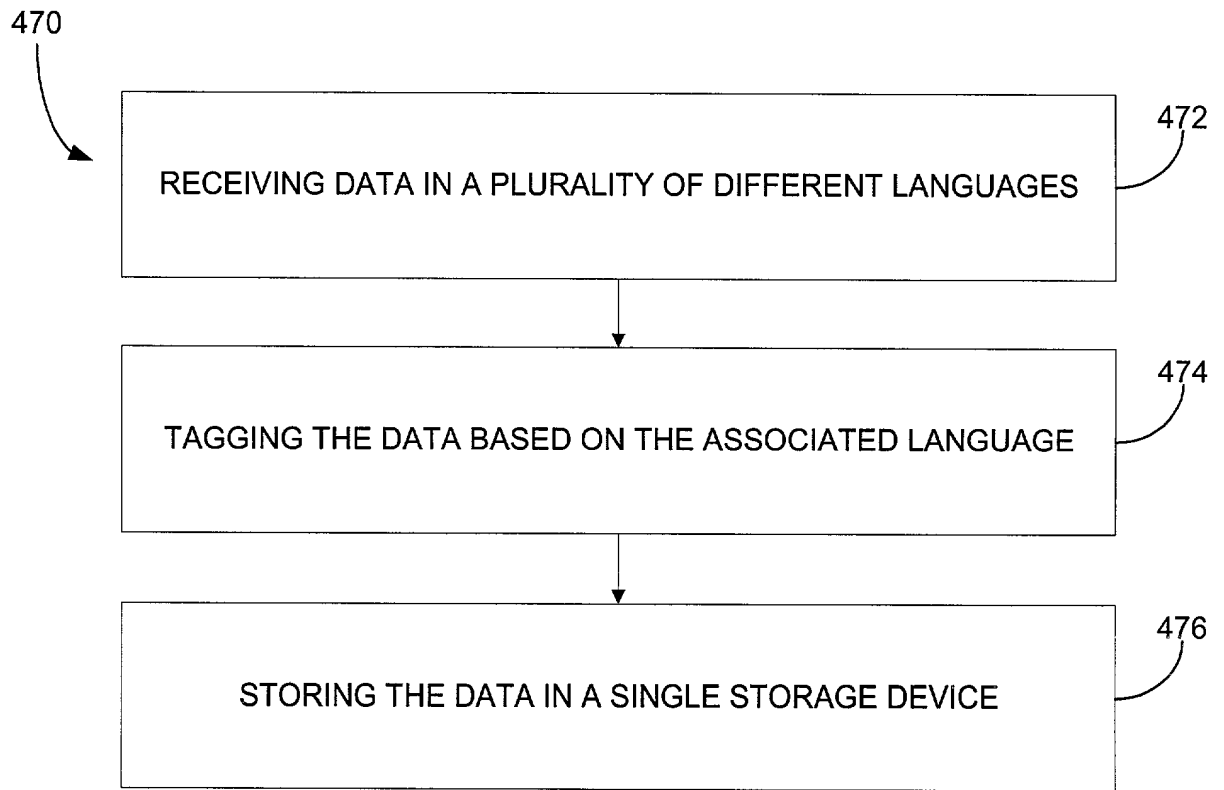 470
472
RECEIVING DATA IN A PLURALITY OF DIFFERENT LANGUAGES
474
TAGGING THE DATA BASED ON THE ASSOCIATED LANGUAGE
476
STORING THE DATA IN A SINGLE STORAGE DEVICE